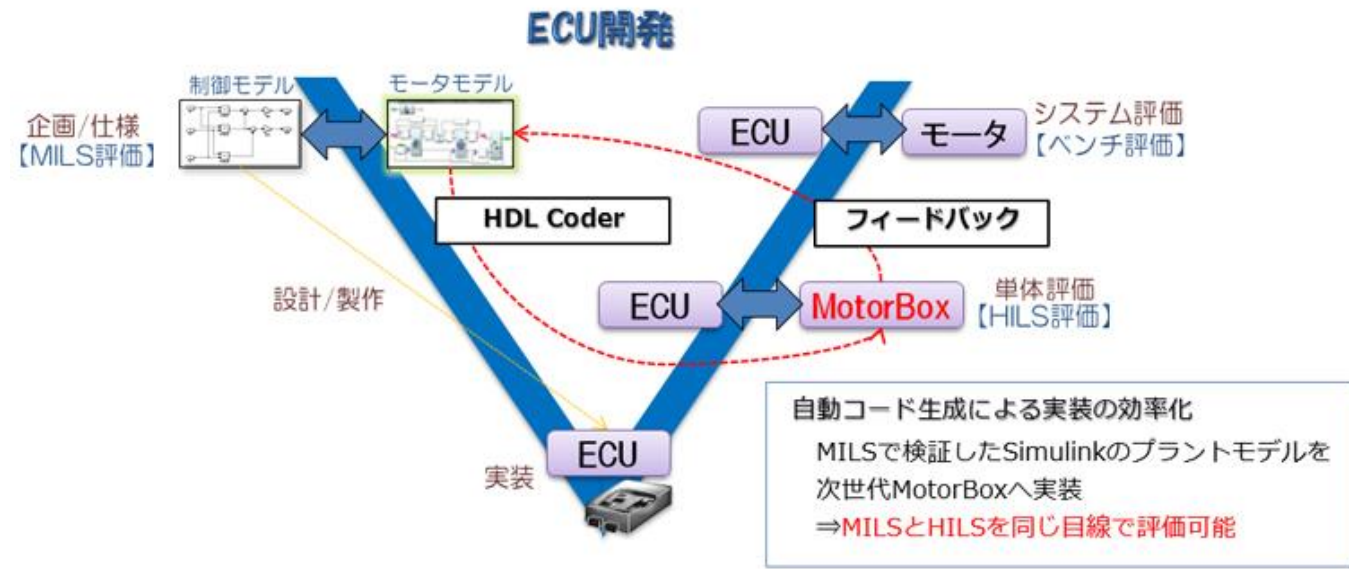 ECU開発
制御モデル
モータモデル
企画/仕様
【MILS評価】
ECU
モータ
システム評価
【ベンチ評価】
HDL Coder
フィードバック
設計/製作
ECU
MotorBox
単体評価
【HILS評価】
ECU
実装
自動コード生成による実装の効率化
MILSで検証したSimulinkのプラントモデルを
次世代MotorBoxへ実装
⇒MILSとHILSを同じ目線で評価可能